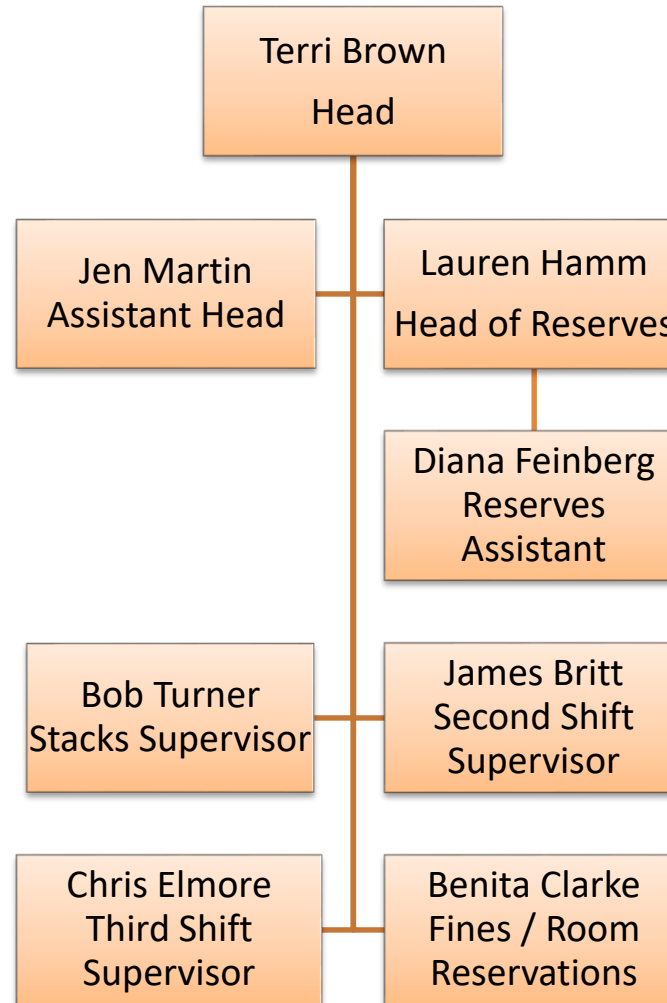 Terri Brown
Head
Jen Martin
Assistant Head
Lauren Hamm
Head of Reserves
Diana Feinberg
Reserves
Assistant
Bob Turner
Stacks Supervisor
James Britt
Second Shift
Supervisor
Chris Elmore
Third Shift
Supervisor
Benita Clarke
Fines / Room
Reservations